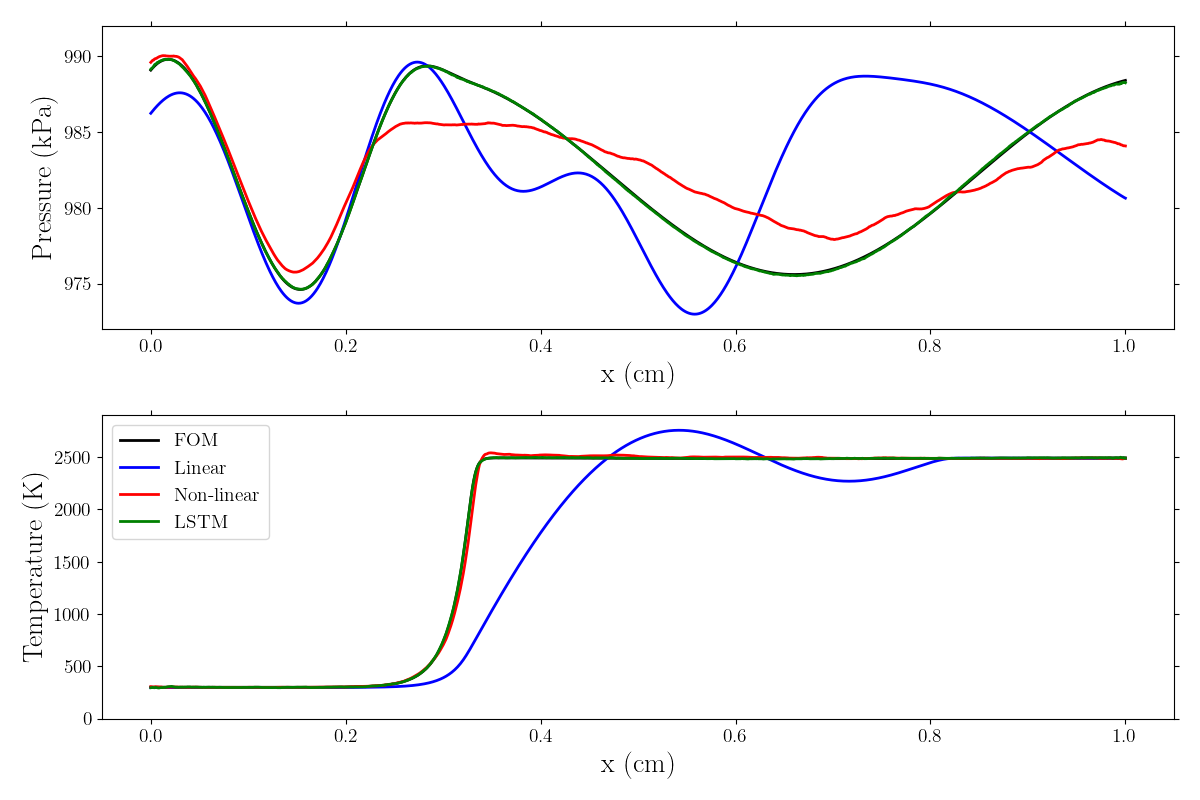 990
985
980
975
Pressure (kPa)
0.0 0.2 0.4 0.6 0.8 1.0
x (cm)
2500
2000
1500
1000
500
0
Temperature (K)
FOM
Linear
Non-linear
LSTM
0.0 0.2 0.4 0.6 0.8 1.0
x (cm)